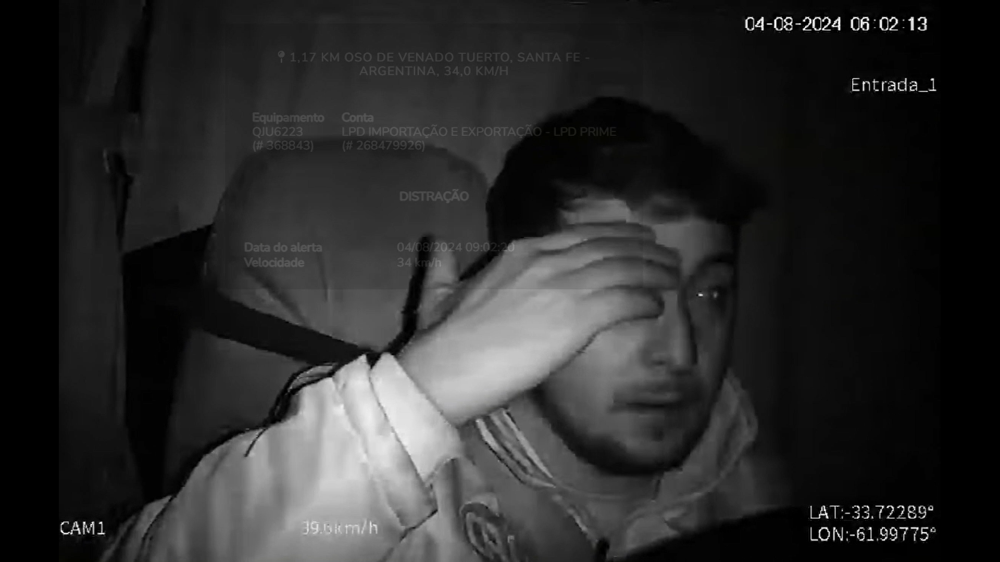 04-08-2024 06:02:13
1,17 KM OSO DE VENADO TUERTO, SANTA FE -
ARGENTINA, 34,0 KM/H
Entrada_1
Equipamento Conta
QJU6223 LPD IMPORTAÇÃO E EXPORTAÇÃO - LPD PRIME
(# 368843) (# 268479926)
DISTRAÇÃO
Data do alerta 04/08/2024 09:02:20
Velocidade 34 km/h
LAT:-33.72289°
CAM1 39.6km/h
LON:-61.99775°